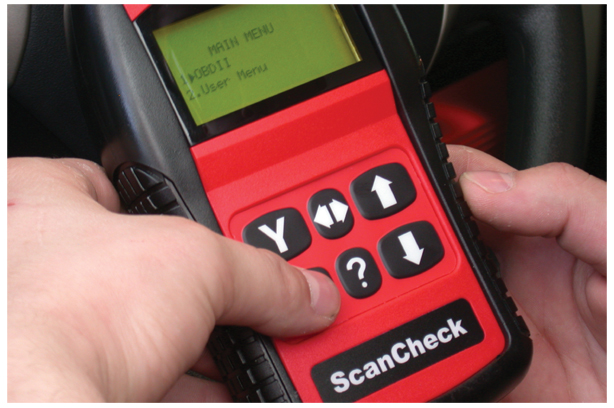 MAIN MENU
1▶OBDII
2.User Menu
Y
?
ScanCheck